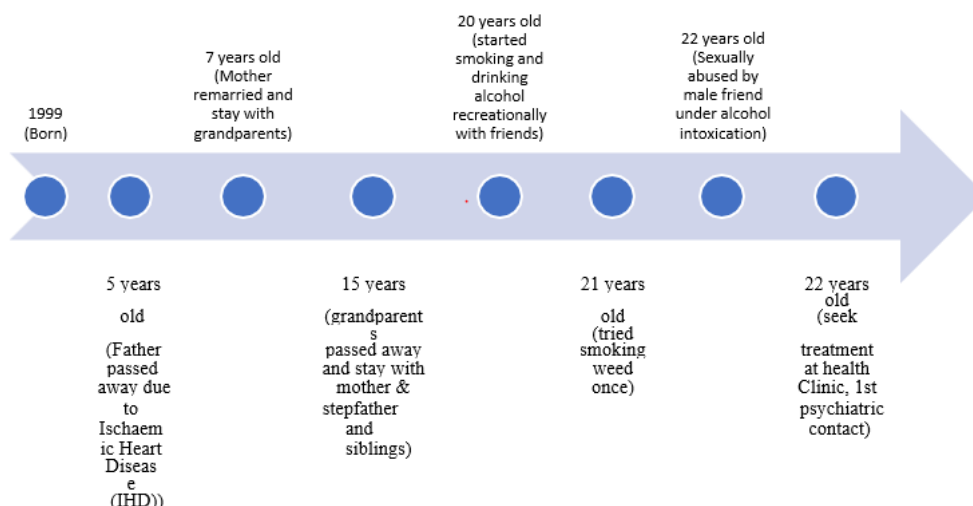 1999
(Born)
7 years old
(Mother
remarried and
stay with
grandparents)
20 years old
(started
smoking and
drinking
alcohol
recreationally
with friends)
22 years old
(Sexually
abused by
male friend
under alcohol
intoxication)
5 years
old
(Father
passed
away due
to
Ischaem
ic Heart
Diseas
e
(IHD))
15 years
(grandparent
s
passed away
and stay with
mother &
stepfather
and
siblings)
21 years
old
(tried
smoking
weed
once)
22 years
old
(seek
treatment
at health
Clinic, 1st
psychiatric
contact)